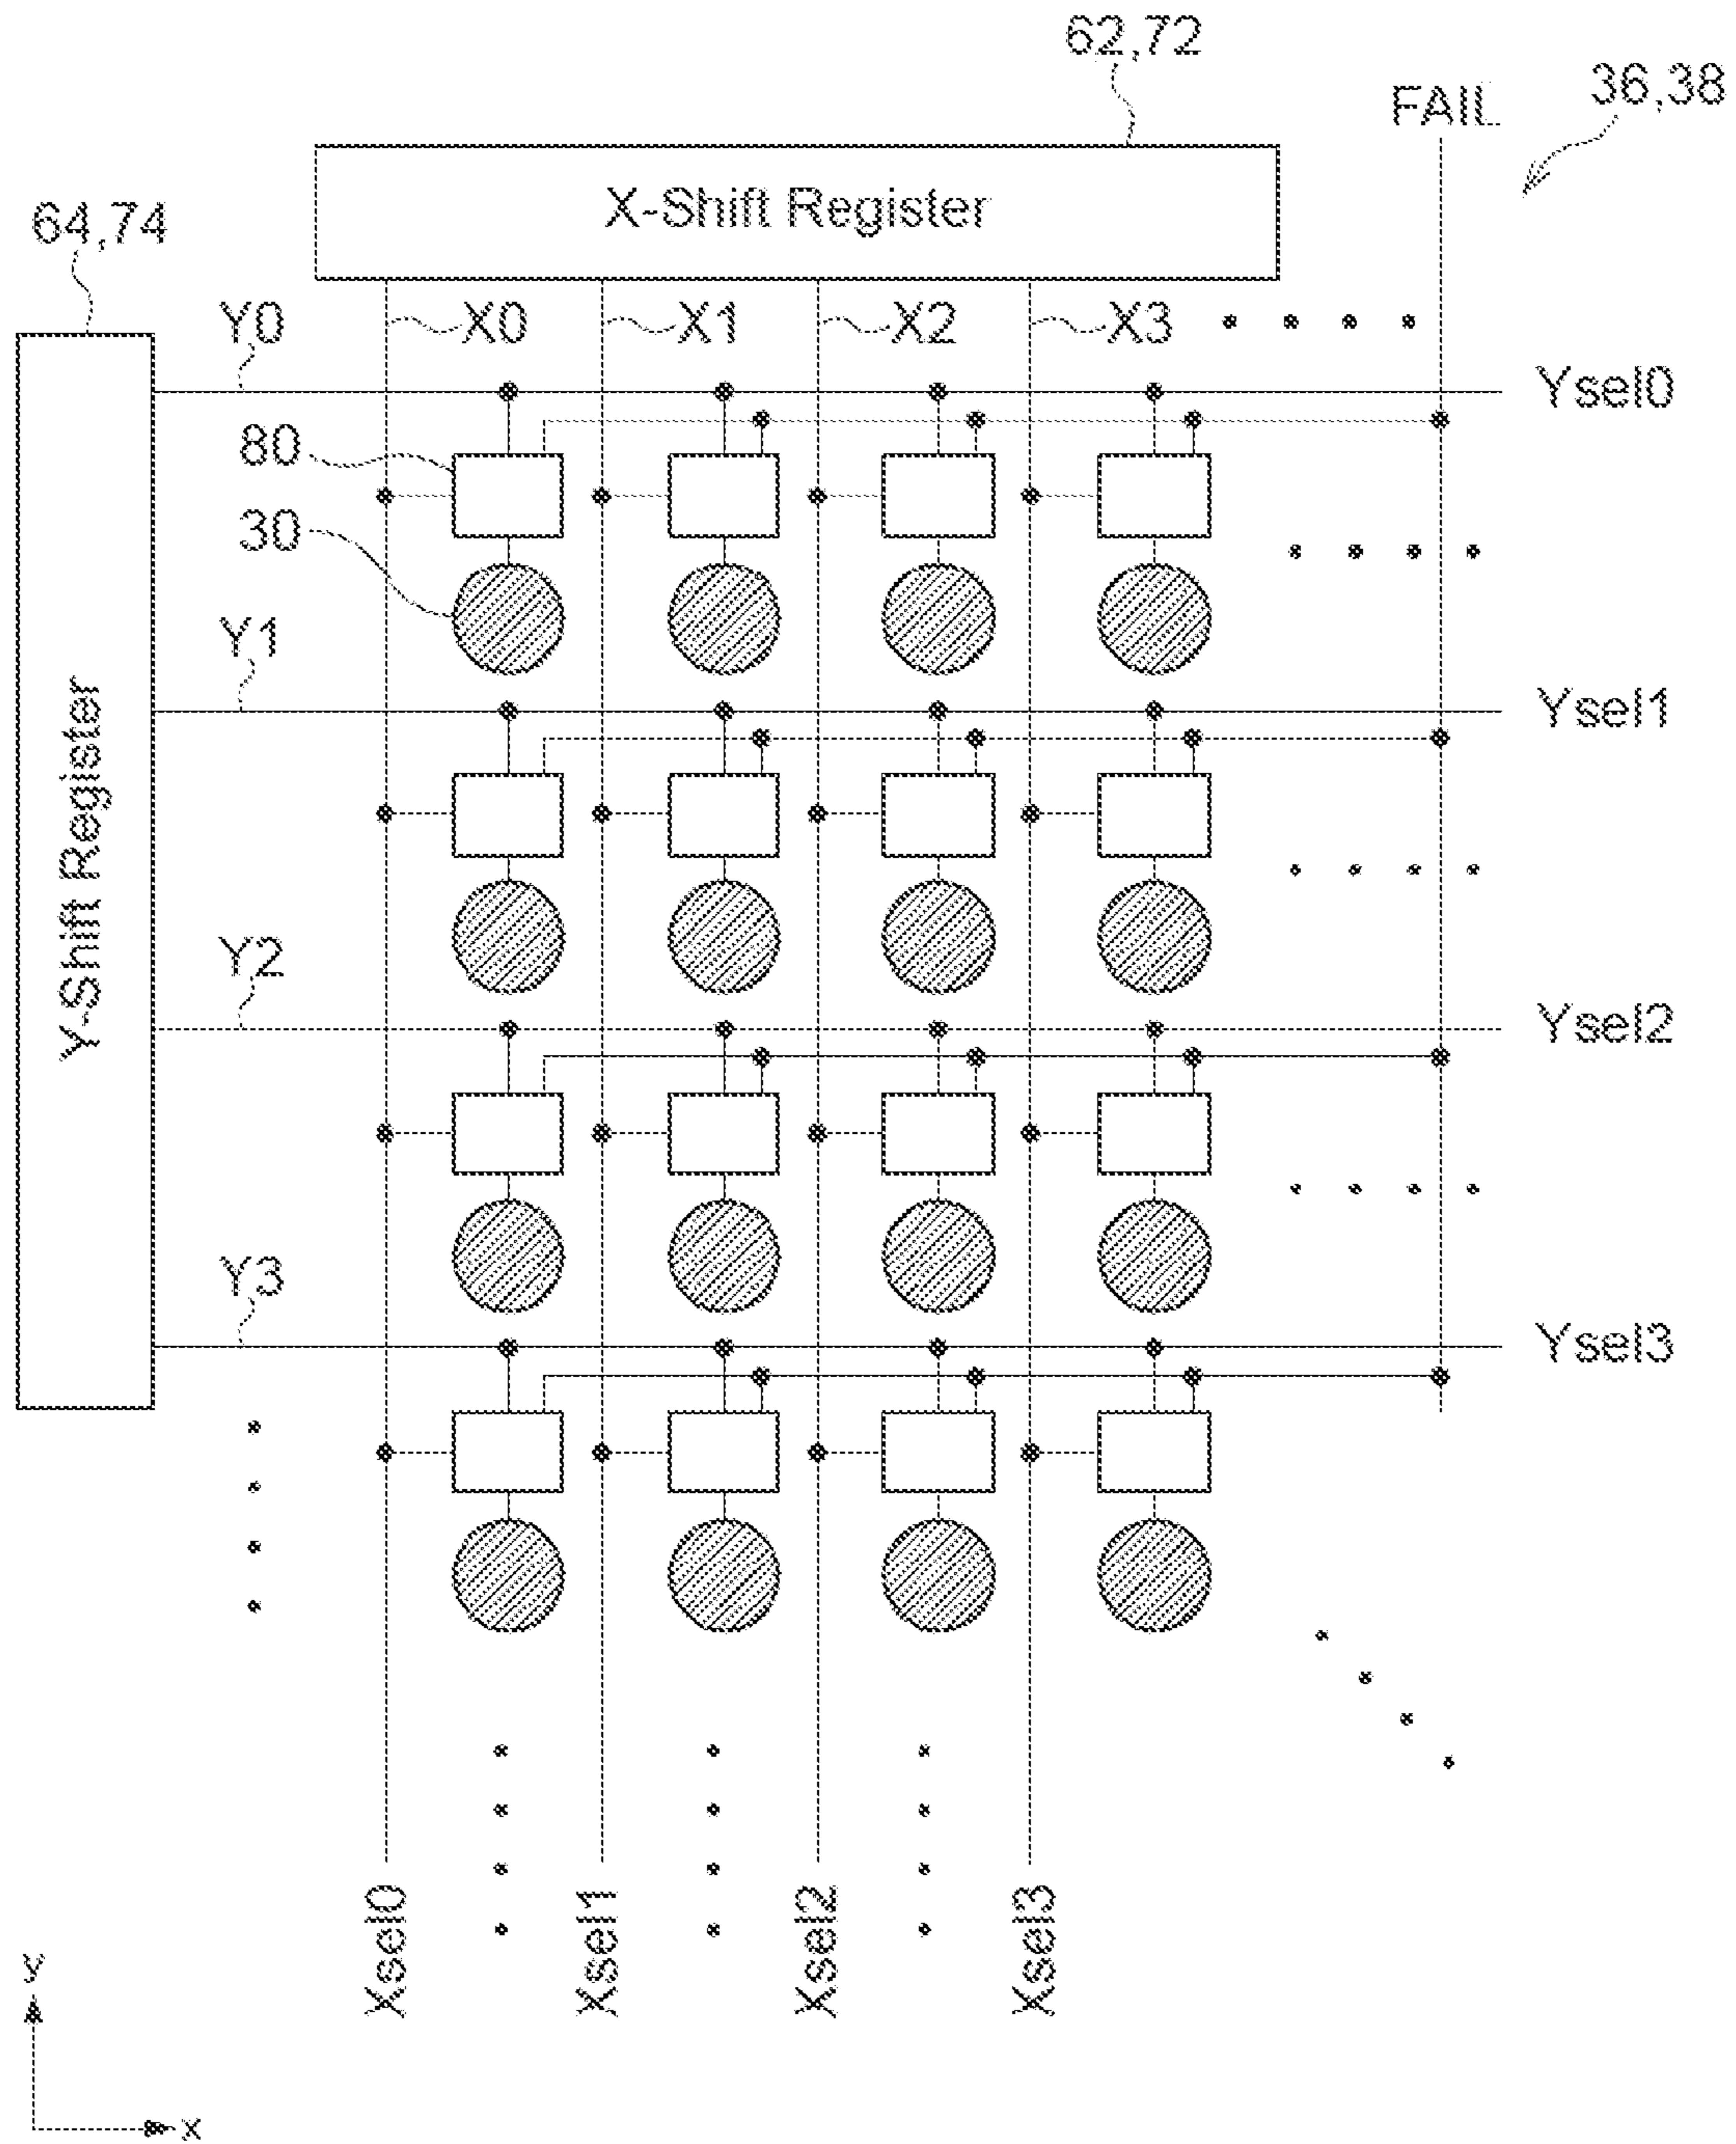 62,72
36,38
FAIL
X-Shift Register
64,74
Y0
X0
X1
X2
X3
Ysel0
80
30
Y1
Ysel1
Y-Shift Register
Y2
Ysel2
Y3
Ysel3
Xsel0
Xsel1
Xsel2
Xsel3
y
x